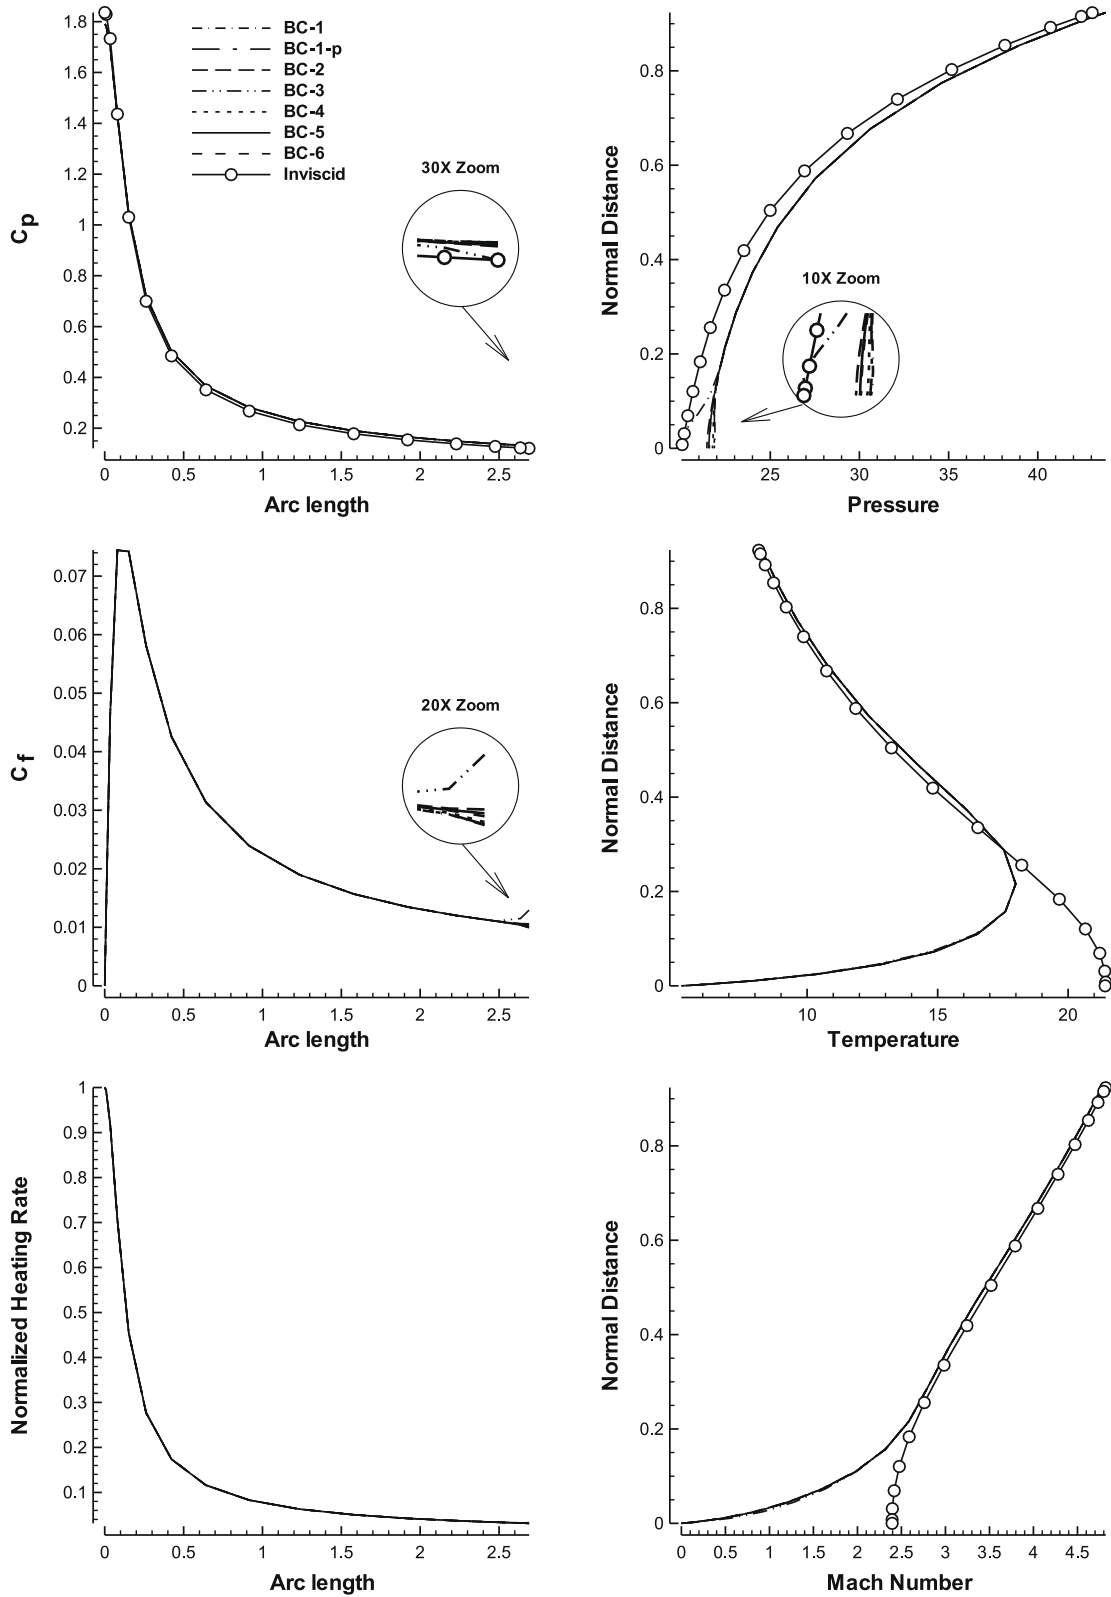 1.8
1.6
1.4
1.2
1
0.8
0.6
0.4
0.2
Cp
BC-1
BC-1-p
BC-2
BC-3
BC-4
BC-5
BC-6
Inviscid
30X Zoom
0 0.5 1 1.5 2 2.5
Arc length
0.8
0.6
0.4
0.2
0
Normal Distance
10X Zoom
25 30 35 40
Pressure
0.07
0.06
0.05
0.04
0.03
0.02
0.01
0
Cf
20X Zoom
0 0.5 1 1.5 2 2.5
Arc length
0.8
0.6
0.4
0.2
0
Normal Distance
10 15 20
Temperature
1
0.9
0.8
0.7
0.6
0.5
0.4
0.3
0.2
0.1
Normalized Heating Rate
0 0.5 1 1.5 2 2.5
Arc length
0.8
0.6
0.4
0.2
0
Normal Distance
0 0.5 1 1.5 2 2.5 3 3.5 4 4.5
Mach Number